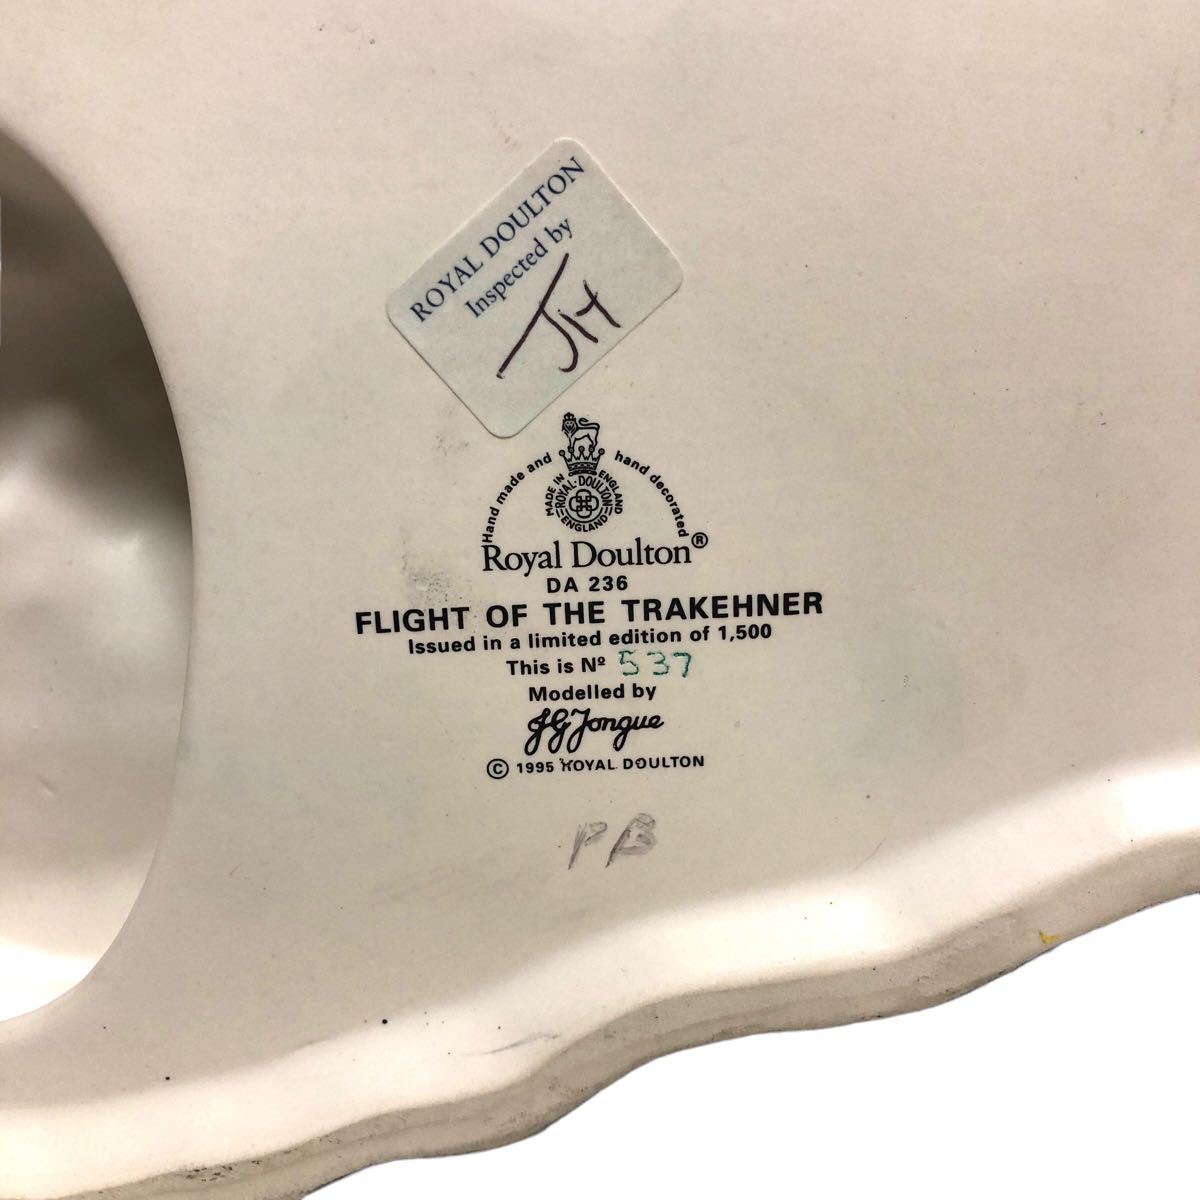 ROYAL DOULTON
Inspected by
JH
Hand made and hand decorated
MADE IN ENGLAND
ROYAL·DOULTON
ENGLAND
Royal Doulton®
DA 236
FLIGHT OF THE TRAKEHNER
Issued in a limited edition of 1,500
This is Nº 537
Modelled by
JG Tongue
© 1995 ROYAL DOULTON
PB